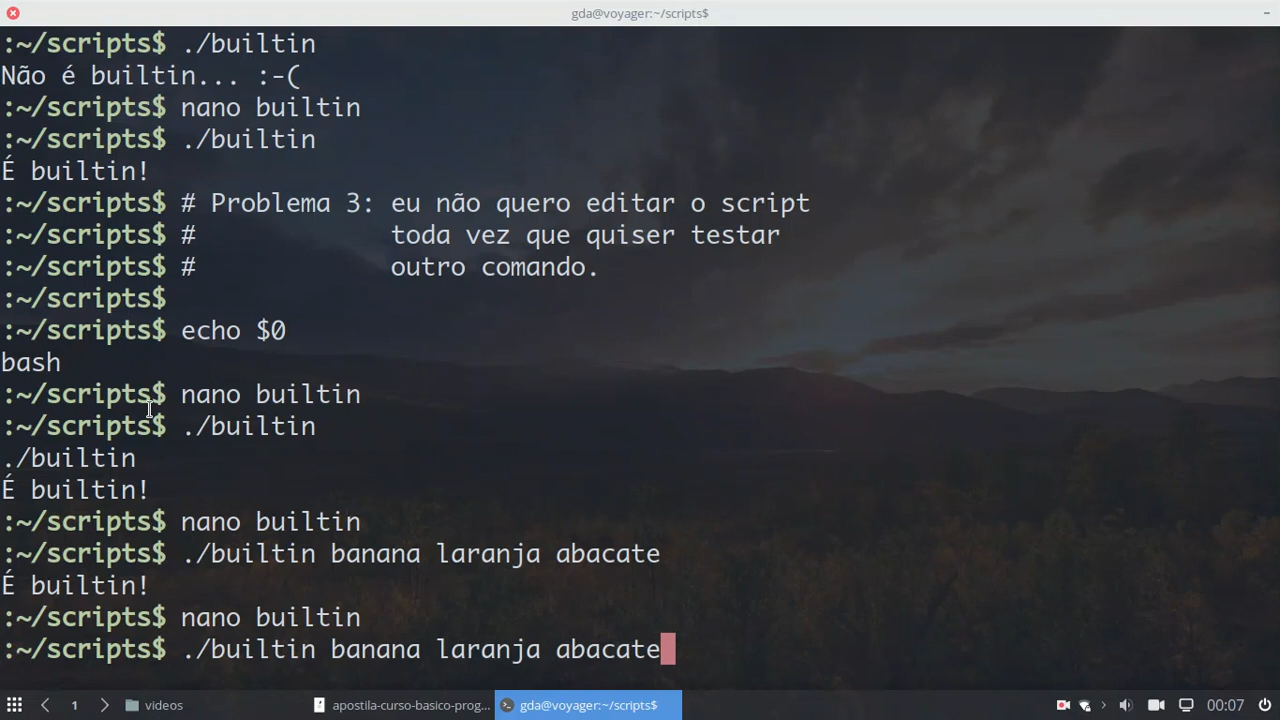 gda@voyager:~/scripts$
:~/scripts$ ./builtin
Não é builtin... :-(
:~/scripts$ nano builtin
:~/scripts$ ./builtin
É builtin!
:~/scripts$ # Problema 3: eu não quero editar o script
:~/scripts$ #             toda vez que quiser testar
:~/scripts$ #             outro comando.
:~/scripts$
:~/scripts$ echo $0
bash
:~/scripts$ nano builtin
:~/scripts$ ./builtin
./builtin
É builtin!
:~/scripts$ nano builtin
:~/scripts$ ./builtin banana laranja abacate
É builtin!
:~/scripts$ nano builtin
:~/scripts$ ./builtin banana laranja abacate
1 videos apostila-curso-basico-prog... gda@voyager:~/scripts$ 00:07